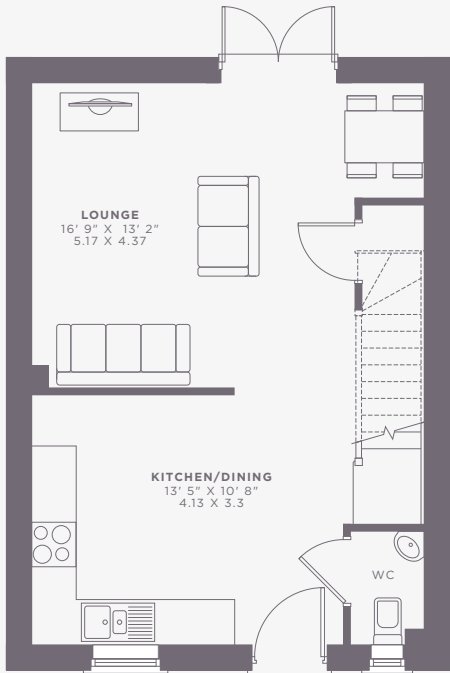 LOUNGE
16' 9" X 13' 2"
5.17 X 4.37
KITCHEN/DINING
13' 5" X 10' 8"
4.13 X 3.3
WC